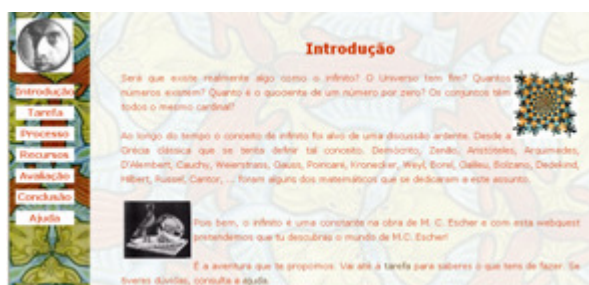 Introdução
Introdução
Tarefa
Processo
Recursos
Avaliação
Conclusão
Ajuda
Será que existe realmente algo como o infinito? O Universo tem fim? Quantos
números existem? Quanto é o quociente de um número por zero? Os conjuntos têm
todos o mesmo cardinal?
Ao longo do tempo o conceito de infinito foi alvo de uma discussão ardente. Desde a
Grécia clássica que se tenta definir tal conceito. Demócrito, Zenão, Aristóteles, Arquimedes,
D'Alembert, Cauchy, Weierstrass, Gauss, Poincaré, Kronecker, Weyl, Borel, Galileu, Bolzano, Dedekind,
Hilbert, Russel, Cantor, ... foram alguns dos matemáticos que se dedicaram a este assunto.
Pois bem, o infinito é uma constante na obra de M. C. Escher e com esta webquest
pretendemos que tu descubras o mundo de M.C. Escher!
É a aventura que te propomos. Vai até à tarefa para saberes o que tens de fazer. Se
tiveres dúvidas, consulta a ajuda.